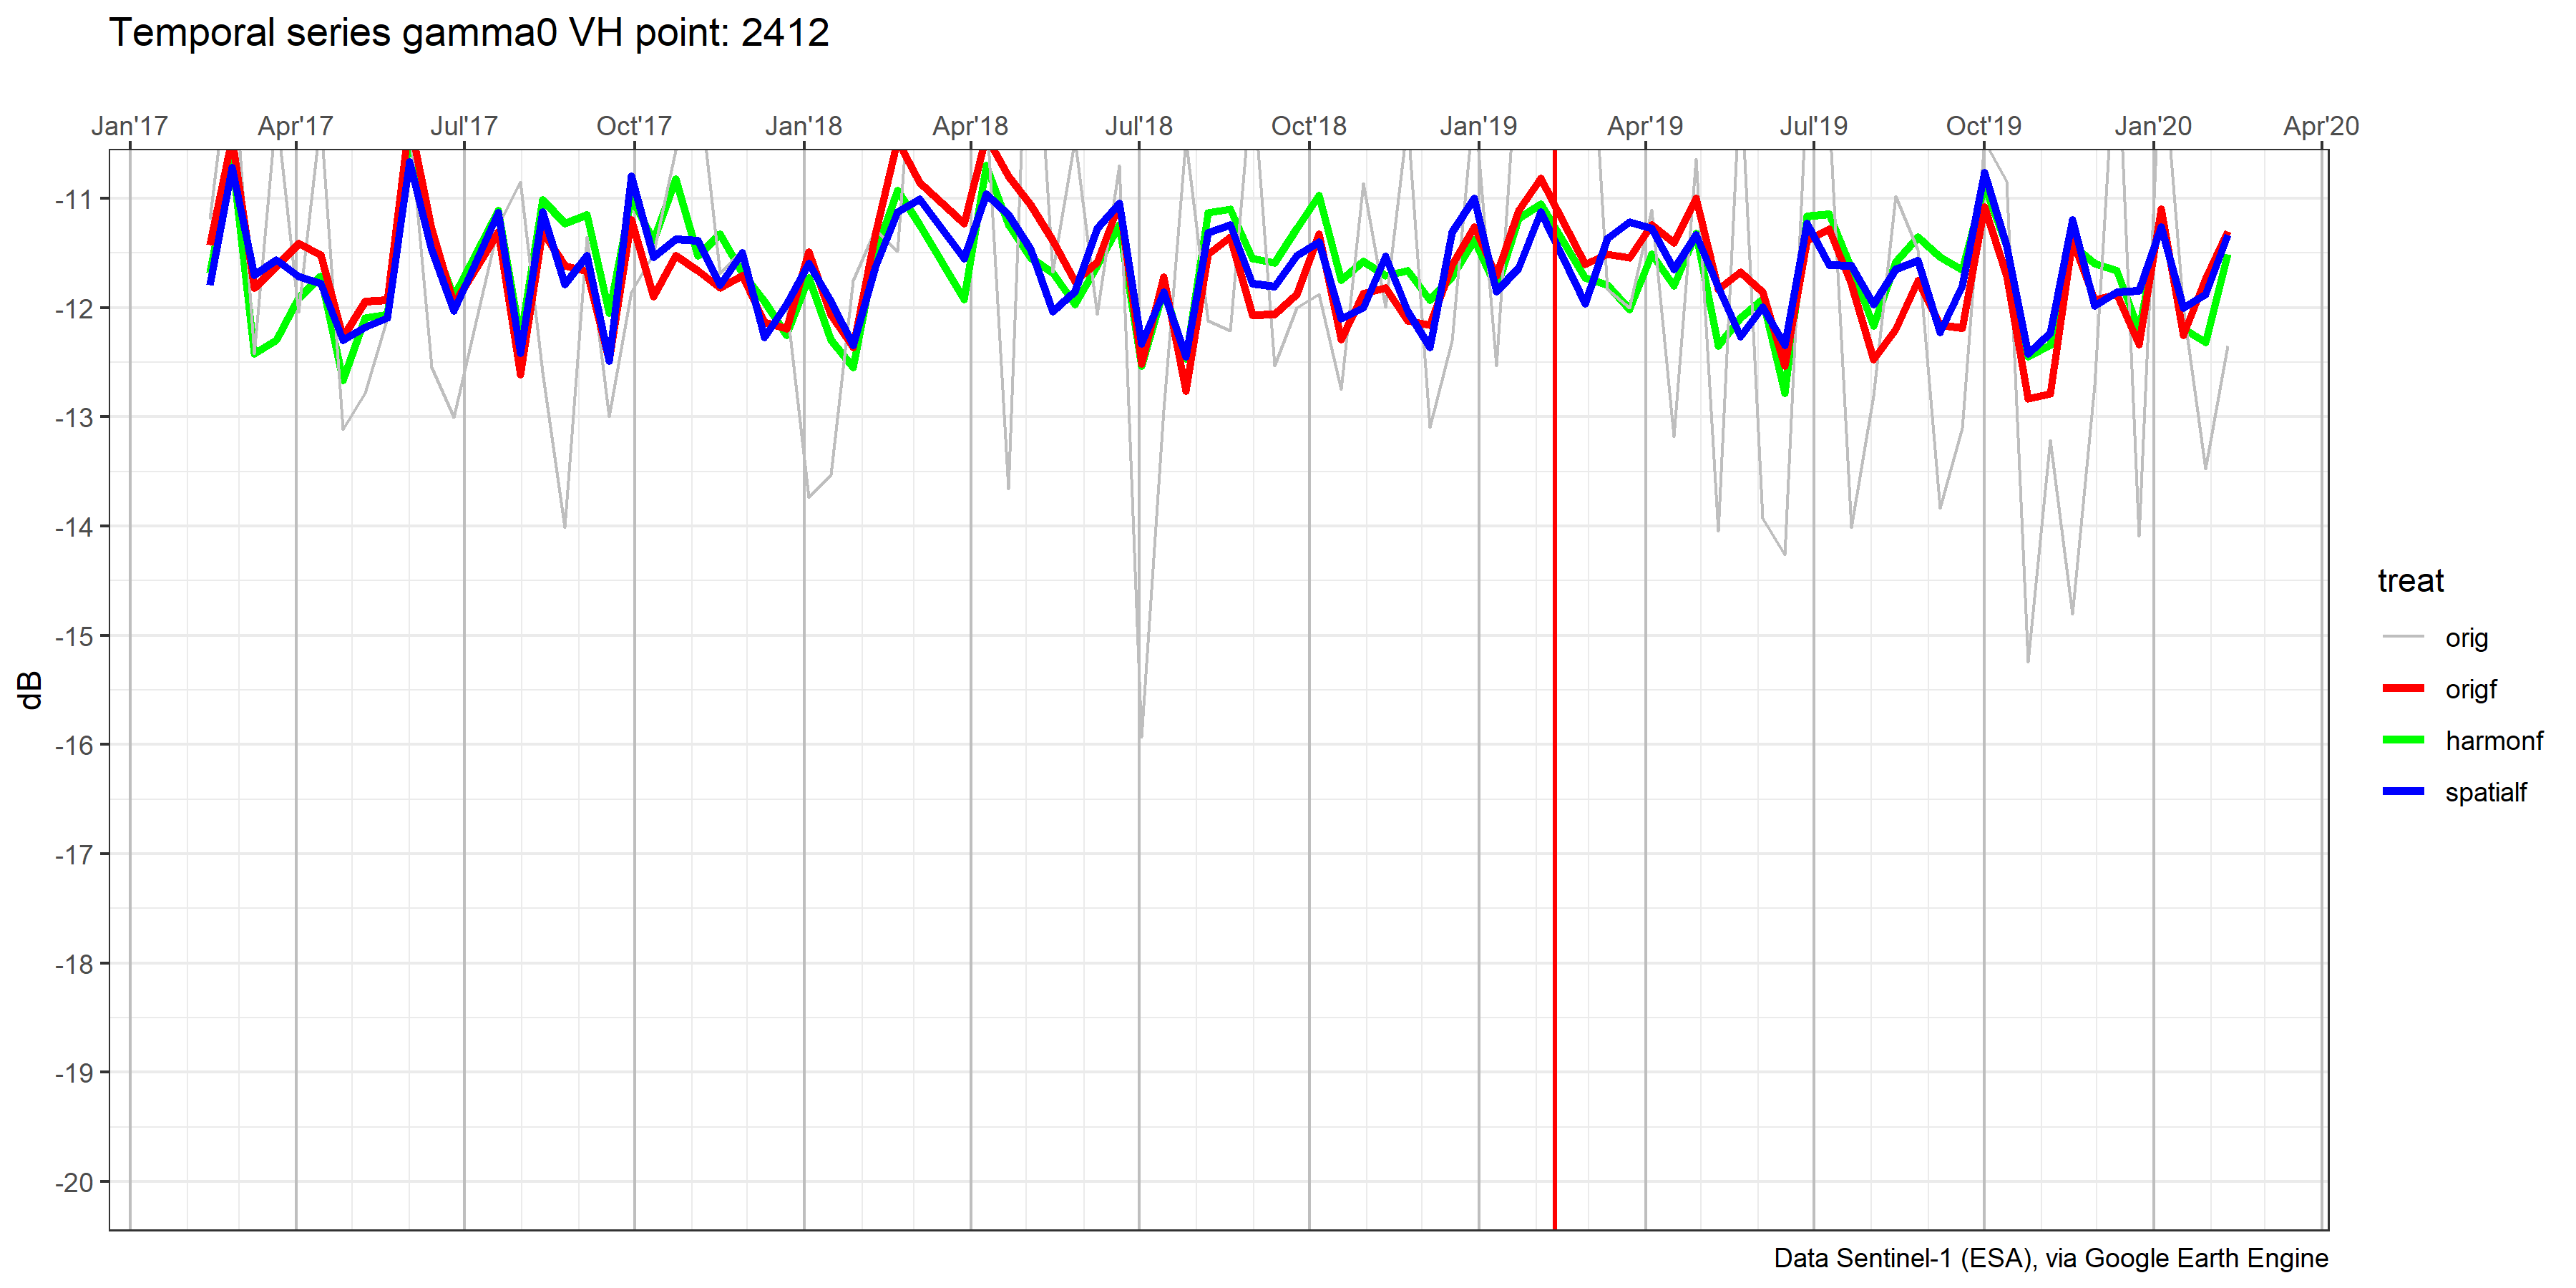 Temporal series gamma0 VH point: 2412
Jan'17 Apr'17 Jul'17 Oct'17 Jan'18 Apr'18 Jul'18 Oct'18 Jan'19 Apr'19 Jul'19 Oct'19 Jan'20 Apr'20
-11
-12
-13
-14
-15
-16
-17
-18
-19
-20
dB
treat
orig
origf
harmonf
spatialf
Data Sentinel-1 (ESA), via Google Earth Engine